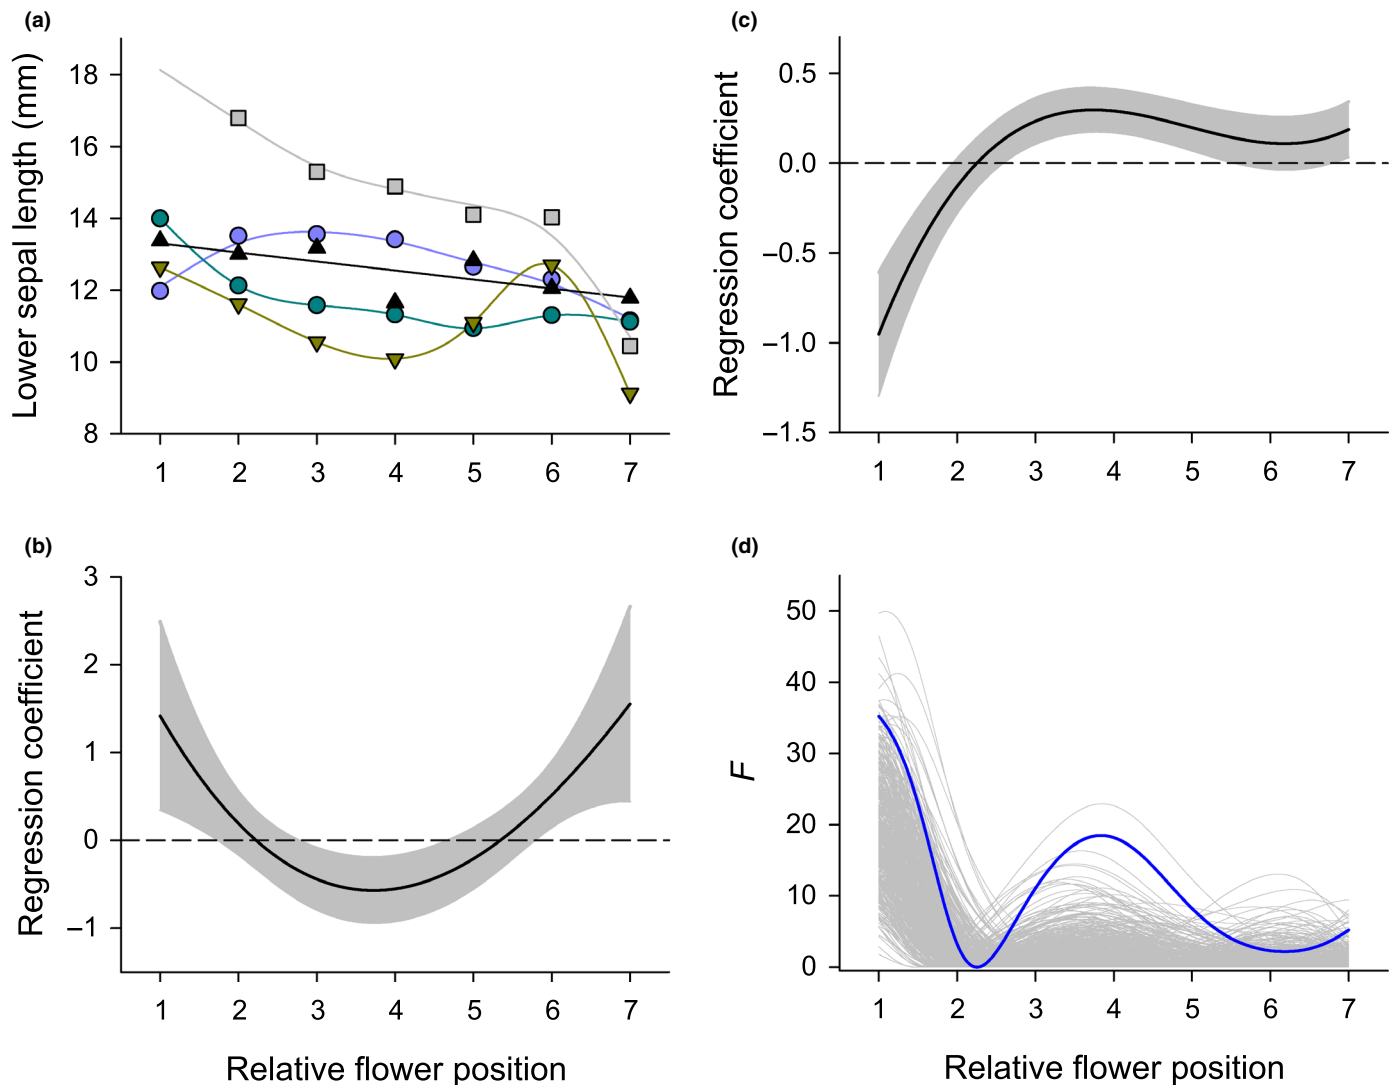 (a)
Lower sepal length (mm)
18
16
14
12
10
8
1 2 3 4 5 6 7
(b)
Regression coefficient
3
2
1
0
−1
1 2 3 4 5 6 7
Relative flower position
(c)
Regression coefficient
0.5
0.0
−0.5
−1.0
−1.5
1 2 3 4 5 6 7
(d)
F
50
40
30
20
10
0
1 2 3 4 5 6 7
Relative flower position